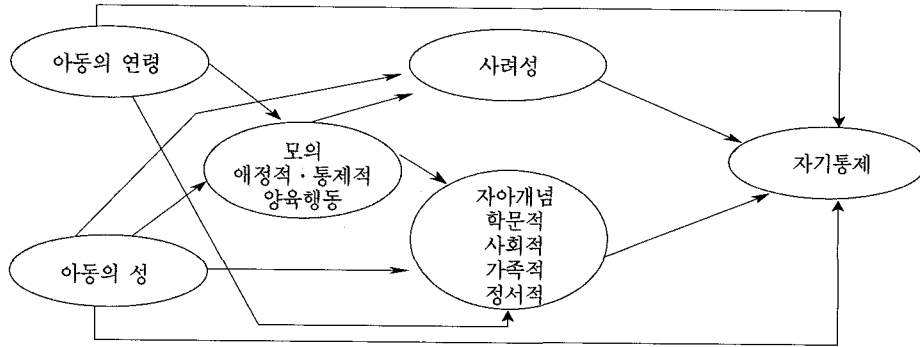 아동의 연령
사려성
모의
애정적·통제적
양육행동
자기통제
자아개념
학문적
사회적
가족적
정서적
아동의 성